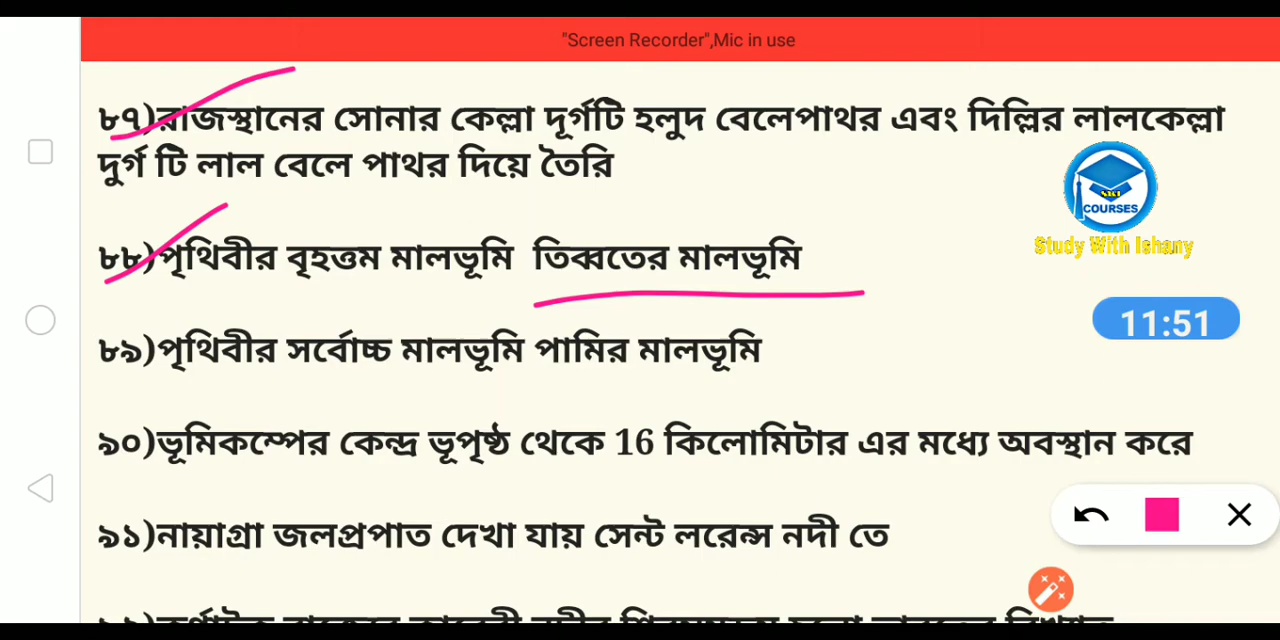 "Screen Recorder",Mic in use
৮৭)রাজস্থানের সোনার কেল্লা দূর্গটি হলুদ বেলেপাথর এবং দিল্লির লালকেল্লা
দুর্গ টি লাল বেলে পাথর দিয়ে তৈরি
SKI
COURSES
Study With Ishany
৮৮)পৃথিবীর বৃহত্তম মালভূমি তিব্বতের মালভূমি
11:51
৮৯)পৃথিবীর সর্বোচ্চ মালভূমি পামির মালভূমি
৯০)ভূমিকম্পের কেন্দ্র ভূপৃষ্ঠ থেকে 16 কিলোমিটার এর মধ্যে অবস্থান করে
৯১)নায়াগ্রা জলপ্রপাত দেখা যায় সেন্ট লরেন্স নদী তে